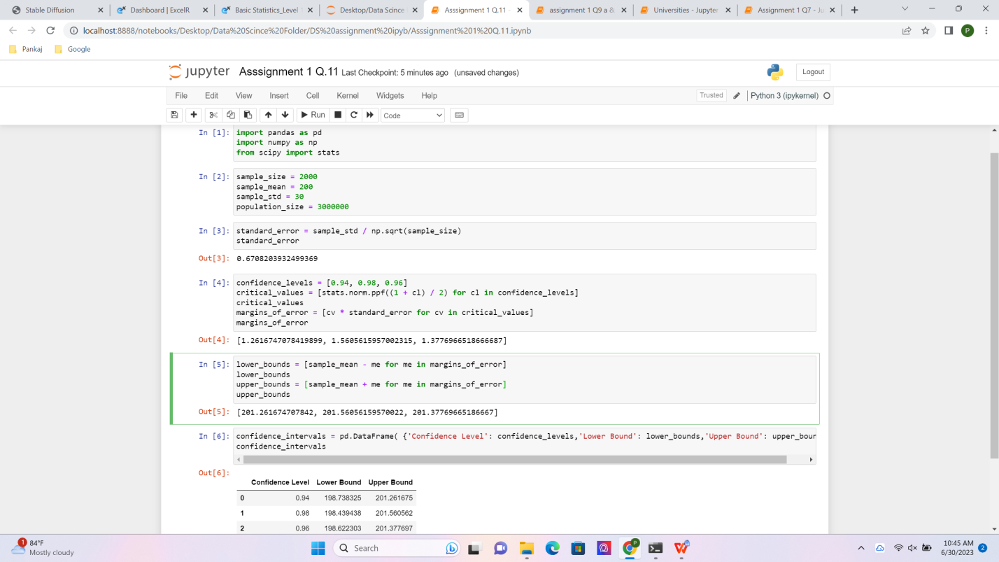 Stable Diffusion
Dashboard | ExcelR
Basic Statistics_Level
Desktop/Data Scince
Asssignment 1 Q.11 -
assignment 1 Q9 a &
Universities - Jupyter
Assignment 1 Q7 - Ju
localhost:8888/notebooks/Desktop/Data%20Scince%20Folder/DS%20assignment%20ipyb/Asssignment%201%20Q.11.ipynb
P
Pankaj
Google
jupyter Asssignment 1 Q.11 Last Checkpoint: 5 minutes ago (unsaved changes)
Logout
File Edit View Insert Cell Kernel Widgets Help
Trusted
Python 3 (ipykernel)
Run
Code
In [1]: import pandas as pd
import numpy as np
from scipy import stats
In [2]: sample_size = 2000
sample_mean = 200
sample_std = 30
population_size = 3000000
In [3]: standard_error = sample_std / np.sqrt(sample_size)
standard_error
Out[3]: 0.6708203932499369
In [4]: confidence_levels = [0.94, 0.98, 0.96]
critical_values = [stats.norm.ppf((1 + cl) / 2) for cl in confidence_levels]
critical_values
margins_of_error = [cv * standard_error for cv in critical_values]
margins_of_error
Out[4]: [1.2616747078419899, 1.5605615957002315, 1.3776966518666687]
In [5]: lower_bounds = [sample_mean - me for me in margins_of_error]
lower_bounds
upper_bounds = [sample_mean + me for me in margins_of_error]
upper_bounds
Out[5]: [201.261674707842, 201.56056159570022, 201.37769665186667]
In [6]: confidence_intervals = pd.DataFrame( {'Confidence Level': confidence_levels,'Lower Bound': lower_bounds,'Upper Bound': upper_bour
confidence_intervals
Out[6]:
Confidence Level Lower Bound Upper Bound
0 0.94 198.738325 201.261675
1 0.98 198.439438 201.560562
2 0.96 198.622303 201.377697
1
84°F
Mostly cloudy
Search
P
10:45 AM
6/30/2023
2